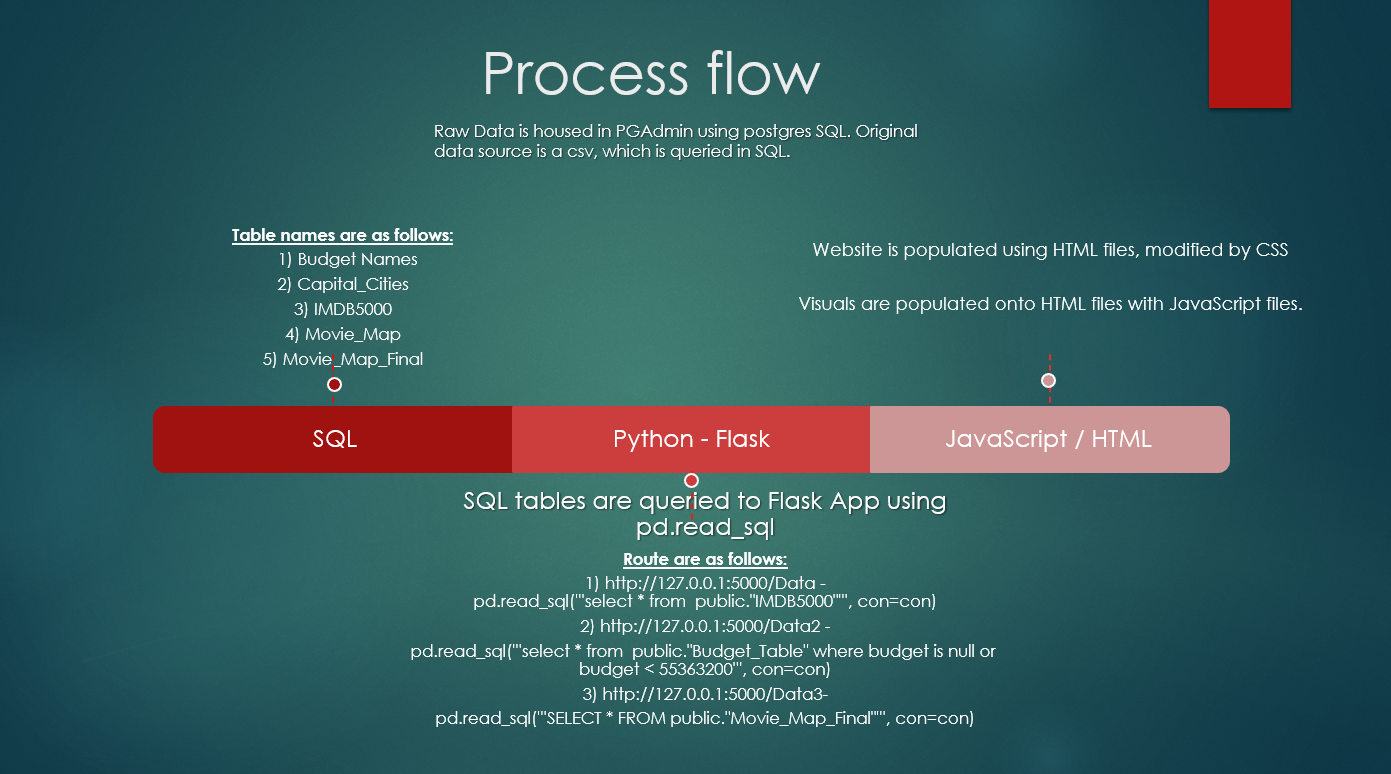 Process flow
Raw Data is housed in PGAdmin using postgres SQL. Original
data source is a csv, which is queried in SQL.
Table names are as follows:
1) Budget Names
2) Capital_Cities
3) IMDB5000
4) Movie_Map
5) Movie_Map_Final
Website is populated using HTML files, modified by CSS
Visuals are populated onto HTML files with JavaScript files.
SQL
Python - Flask
JavaScript / HTML
SQL tables are queried to Flask App using
pd.read_sql
Route are as follows:
1) http://127.0.0.1:5000/Data -
pd.read_sql('''select * from  public."IMDB5000"''', con=con)
2) http://127.0.0.1:5000/Data2 -
pd.read_sql('''select * from  public."Budget_Table" where budget is null or
budget < 55363200''', con=con)
3) http://127.0.0.1:5000/Data3-
pd.read_sql('''SELECT * FROM public."Movie_Map_Final"''', con=con)